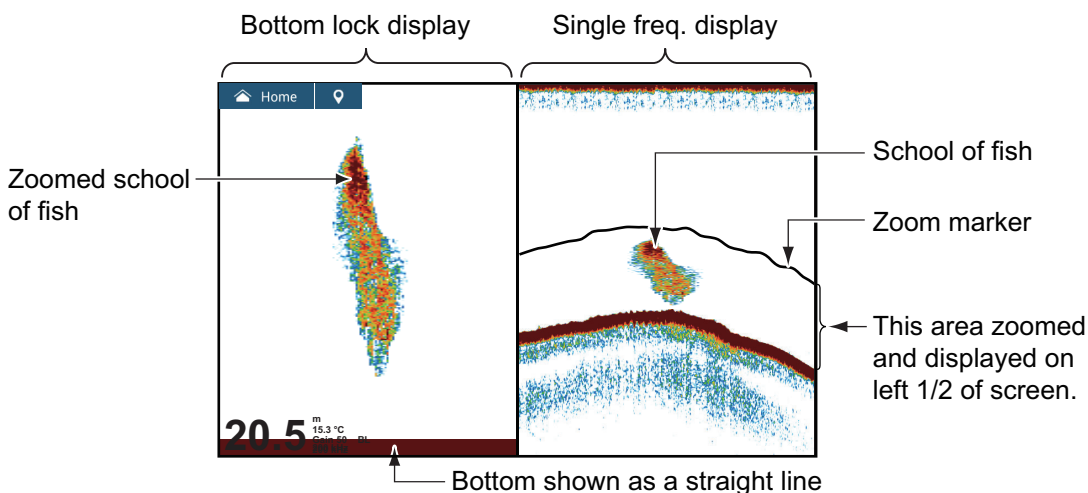 Bottom lock display
Single freq. display
Home
School of fish
Zoomed school
of fish
Zoom marker
This area zoomed
and displayed on
left 1/2 of screen.
20.5
m
15.3 °C
Bottom shown as a straight line